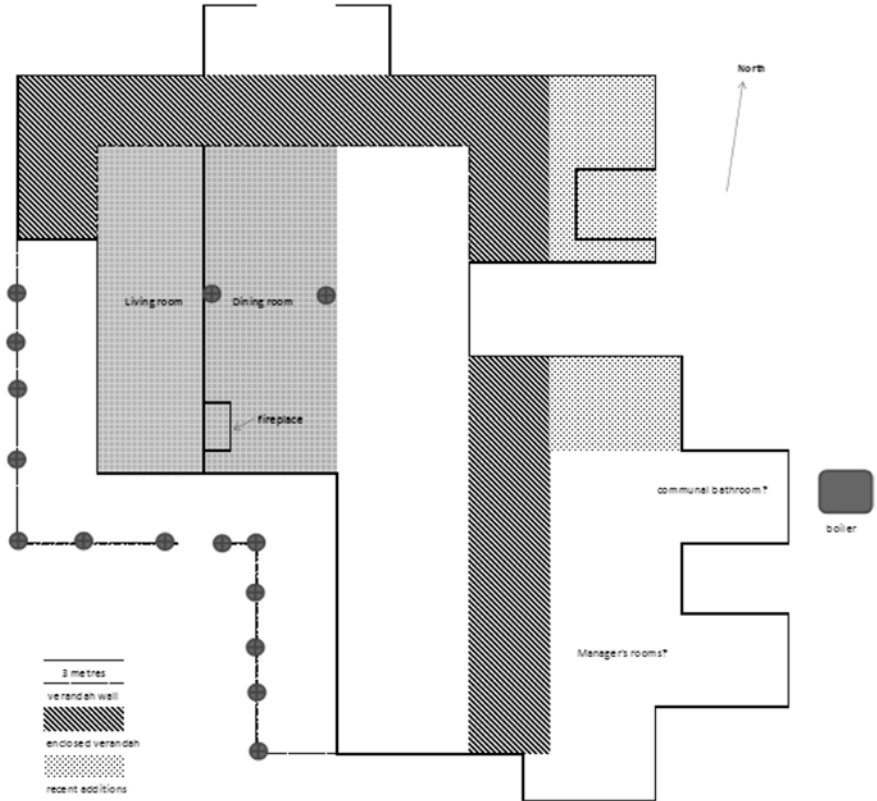 North
Living room
Dining room
fireplace
communal bathroom?
boiler
Manager's rooms?
3 metres
verandah wall
enclosed verandah
recent additions